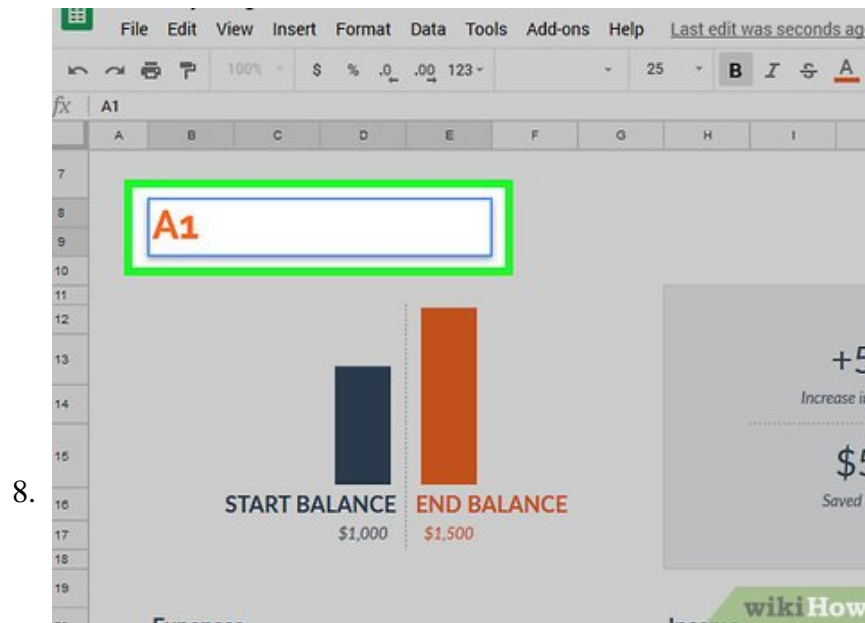 File Edit View Insert Format Data Tools Add-ons Help Last edit was seconds ag
100% $ % .0 .00 123 25 B I S A
fx A1
A B C D E F G H I
7
8
A1
9
10
11
12
13
+5
14
Increase i
15
$5
8.
16
START BALANCE END BALANCE
Saved
17
$1,000 $1,500
18
19
wikiHow